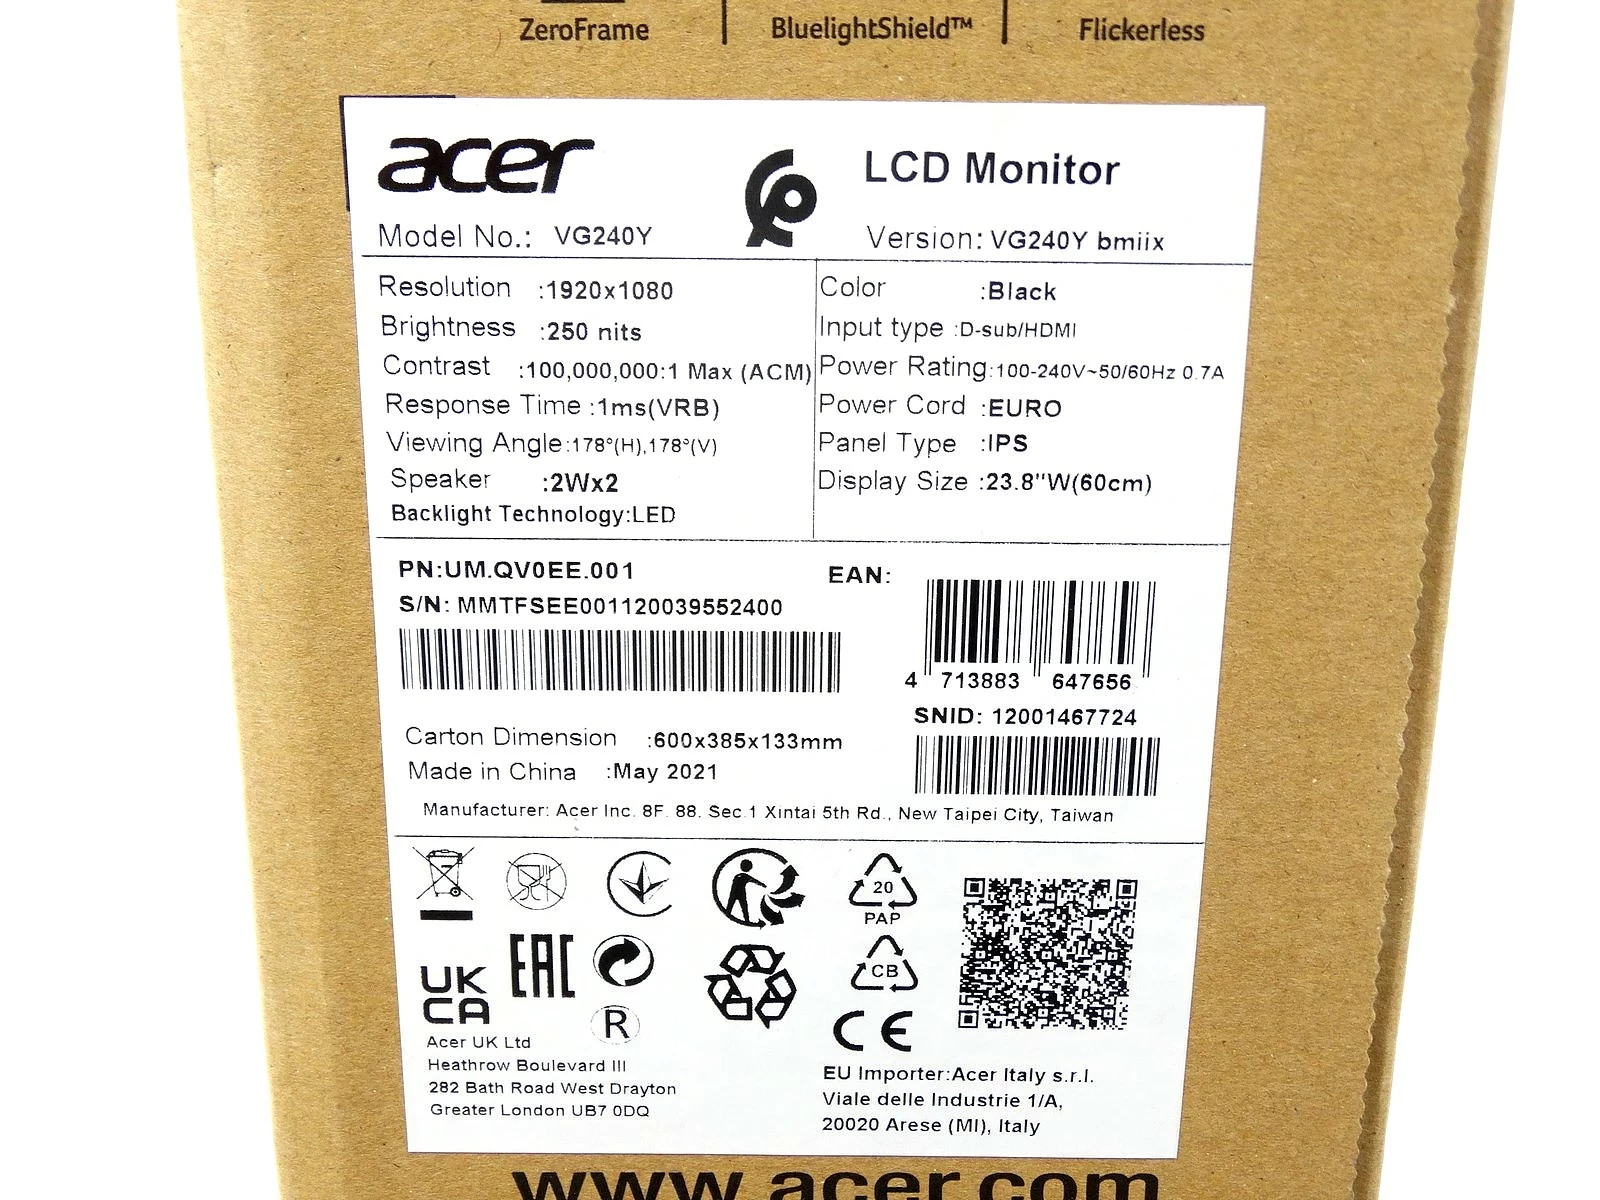 ZeroFrame BluelightShield™ Flickerless
acer LCD Monitor
Model No.: VG240Y Version: VG240Y bmiix
Resolution :1920x1080
Brightness :250 nits
Contrast :100,000,000:1 Max (ACM)
Response Time :1ms(VRB)
Viewing Angle:178°(H),178°(V)
Speaker :2Wx2
Backlight Technology:LED
Color :Black
Input type :D-sub/HDMI
Power Rating:100-240V~50/60Hz 0.7A
Power Cord :EURO
Panel Type :IPS
Display Size :23.8"W(60cm)
PN:UM.QV0EE.001
S/N: MMTFSEE001120039552400
EAN:
4 713883 647656
SNID: 12001467724
Carton Dimension :600x385x133mm
Made in China :May 2021
Manufacturer: Acer Inc. 8F. 88. Sec.1 Xintai 5th Rd., New Taipei City, Taiwan
20
PAP
CB
EAC
UK
CA
R
CE
Acer UK Ltd
Heathrow Boulevard III
282 Bath Road West Drayton
Greater London UB7 0DQ
EU Importer:Acer Italy s.r.l.
Viale delle Industrie 1/A,
20020 Arese (MI), Italy
www.acer.com